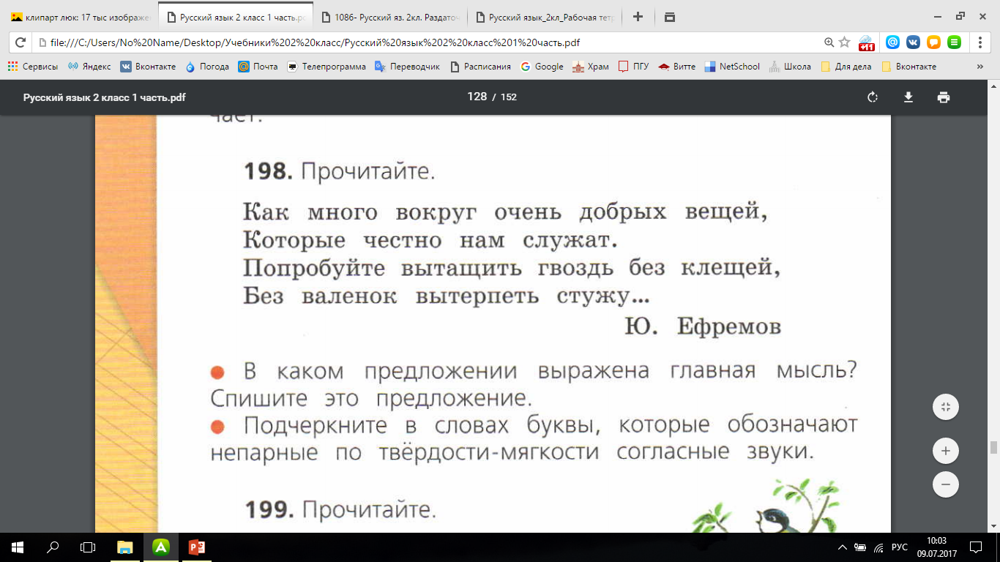 клипарт люк: 17 тыс изображе
Русский язык 2 класс 1 часть.pd
1086- Русский яз. 2кл. Раздаточ
Русский язык_2кл_Рабочая тетр
file:///C:/Users/No%20Name/Desktop/Учебники%202%20класс/Русский%20язык%202%20класс%201%20часть.pdf
+11
Сервисы Яндекс Вконтакте Погода Почта Телепрограмма Переводчик Расписания Google Храм ПГУ Витте NetSchool Школа Для дела Вконтакте »
Русский язык 2 класс 1 часть.pdf 128 / 152
чает.
198. Прочитайте.
Как много вокруг очень добрых вещей,
Которые честно нам служат.
Попробуйте вытащить гвоздь без клещей,
Без валенок вытерпеть стужу...
Ю. Ефремов
В каком предложении выражена главная мысль?
Спишите это предложение.
Подчеркните в словах буквы, которые обозначают
непарные по твёрдости-мягкости согласные звуки.
199. Прочитайте.
РУС
10:03
09.07.2017